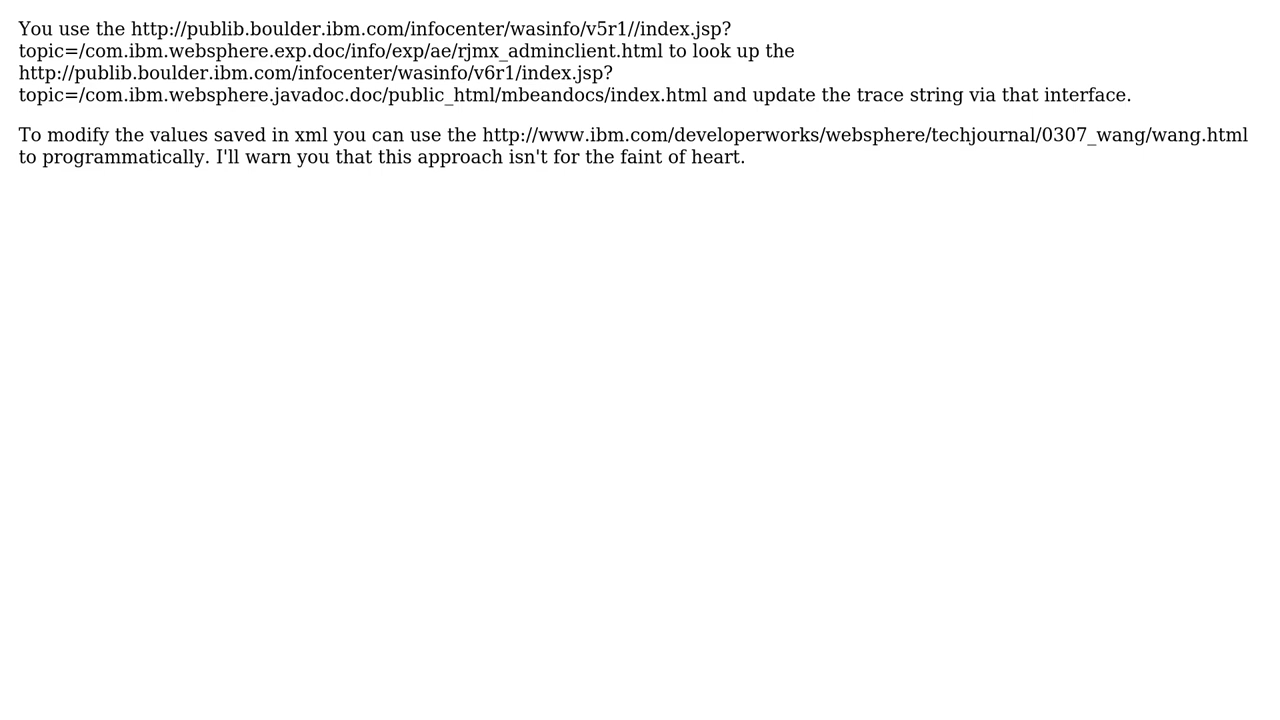 You use the http://publib.boulder.ibm.com/infocenter/wasinfo/v5r1//index.jsp?
topic=/com.ibm.websphere.exp.doc/info/exp/ae/rjmx_adminclient.html to look up the
http://publib.boulder.ibm.com/infocenter/wasinfo/v6r1/index.jsp?
topic=/com.ibm.websphere.javadoc.doc/public_html/mbeandocs/index.html and update the trace string via that interface.
To modify the values saved in xml you can use the http://www.ibm.com/developerworks/websphere/techjournal/0307_wang/wang.html
to programmatically. I'll warn you that this approach isn't for the faint of heart.